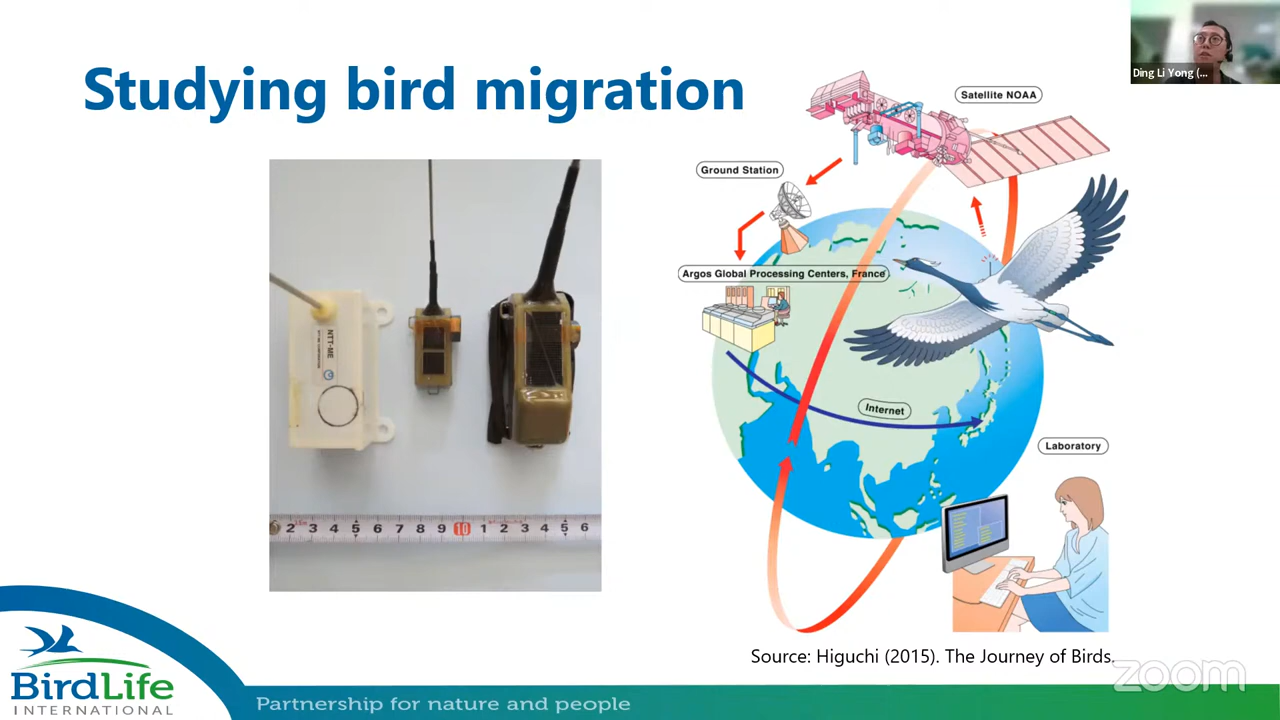 Ding Li Yong (...
Studying bird migration
Satellite NOAA
Ground Station
Argos Global Processing Centers, France
Internet
Laboratory
NTT-ME
2 3 4 5 6 7 8 9 10 1 2 3 4 5 6
Source: Higuchi (2015). The Journey of Birds.
zoom
BirdLife
INTERNATIONAL
Partnership for nature and people